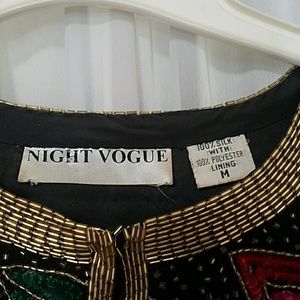 NIGHT VOGUE
100% SILK
WITH
100% POLYESTER
LINING
M